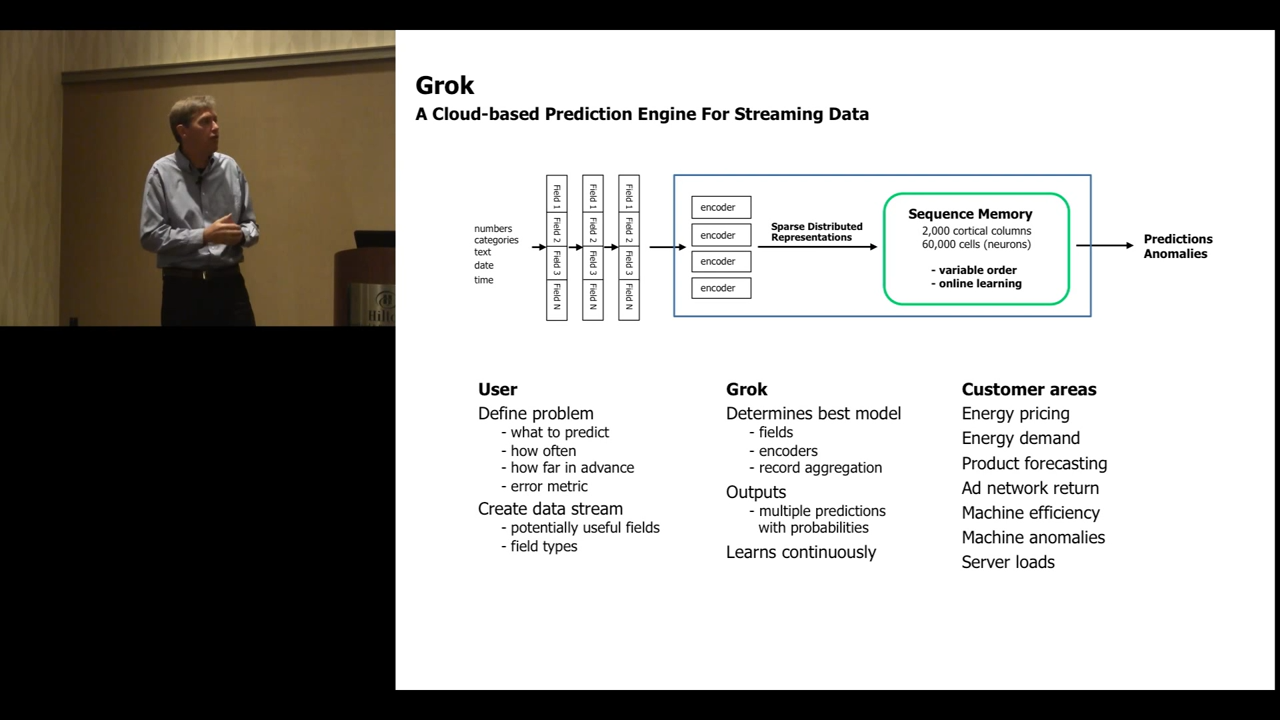 Grok
A Cloud-based Prediction Engine For Streaming Data
numbers
categories
text
date
time
Field 1
Field 2
Field 3
Field N
Field 1
Field 2
Field 3
Field N
Field 1
Field 2
Field 3
Field N
encoder
encoder
encoder
encoder
Sparse Distributed
Representations
Sequence Memory
2,000 cortical columns
60,000 cells (neurons)
- variable order
- online learning
Predictions
Anomalies
User
Define problem
- what to predict
- how often
- how far in advance
- error metric
Create data stream
- potentially useful fields
- field types
Grok
Determines best model
- fields
- encoders
- record aggregation
Outputs
- multiple predictions
with probabilities
Learns continuously
Customer areas
Energy pricing
Energy demand
Product forecasting
Ad network return
Machine efficiency
Machine anomalies
Server loads